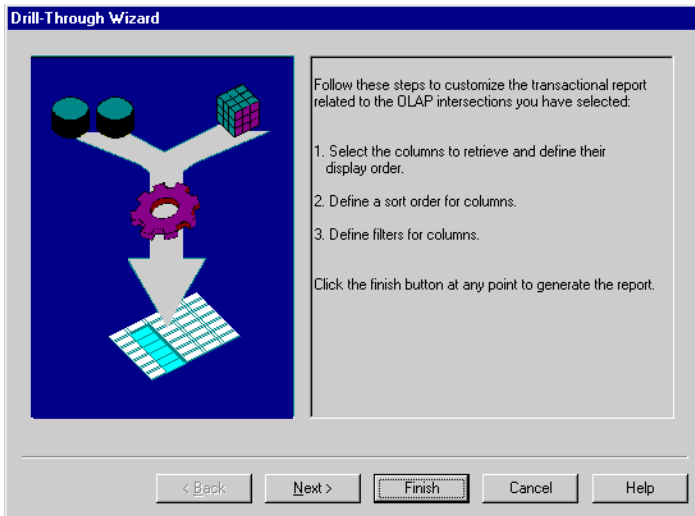 Drill-Through Wizard
Follow these steps to customize the transactional report
related to the OLAP intersections you have selected:
1. Select the columns to retrieve and define their
display order.
2. Define a sort order for columns.
3. Define filters for columns.
Click the finish button at any point to generate the report.
< Back
Next >
Finish
Cancel
Help